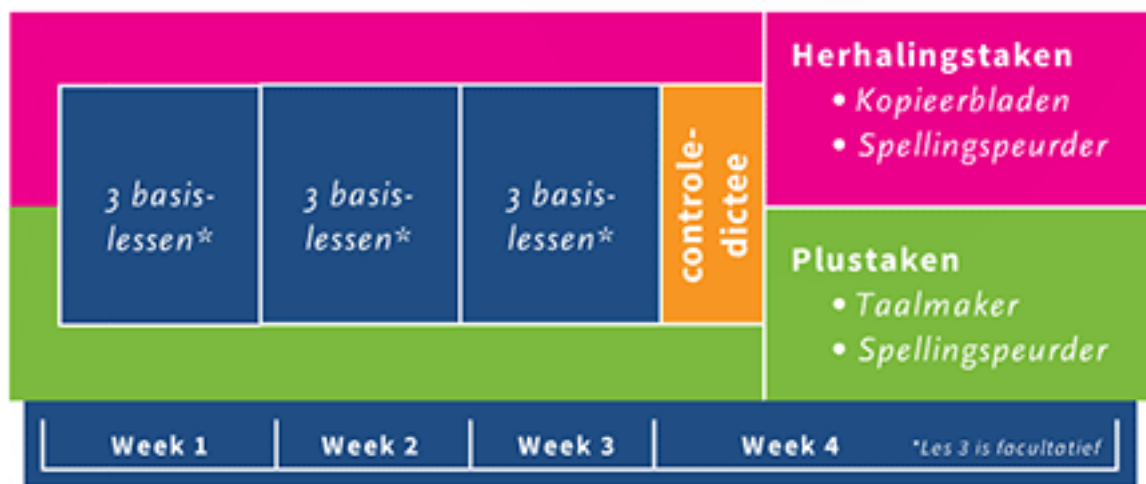 3 basis-
lessen*
3 basis-
lessen*
3 basis-
lessen*
controle-
dictee
Herhalingstaken
• Kopieerbladen
• Spellingspeurder
Plustaken
• Taalmaker
• Spellingspeurder
Week 1
Week 2
Week 3
Week 4
*Les 3 is facultatief